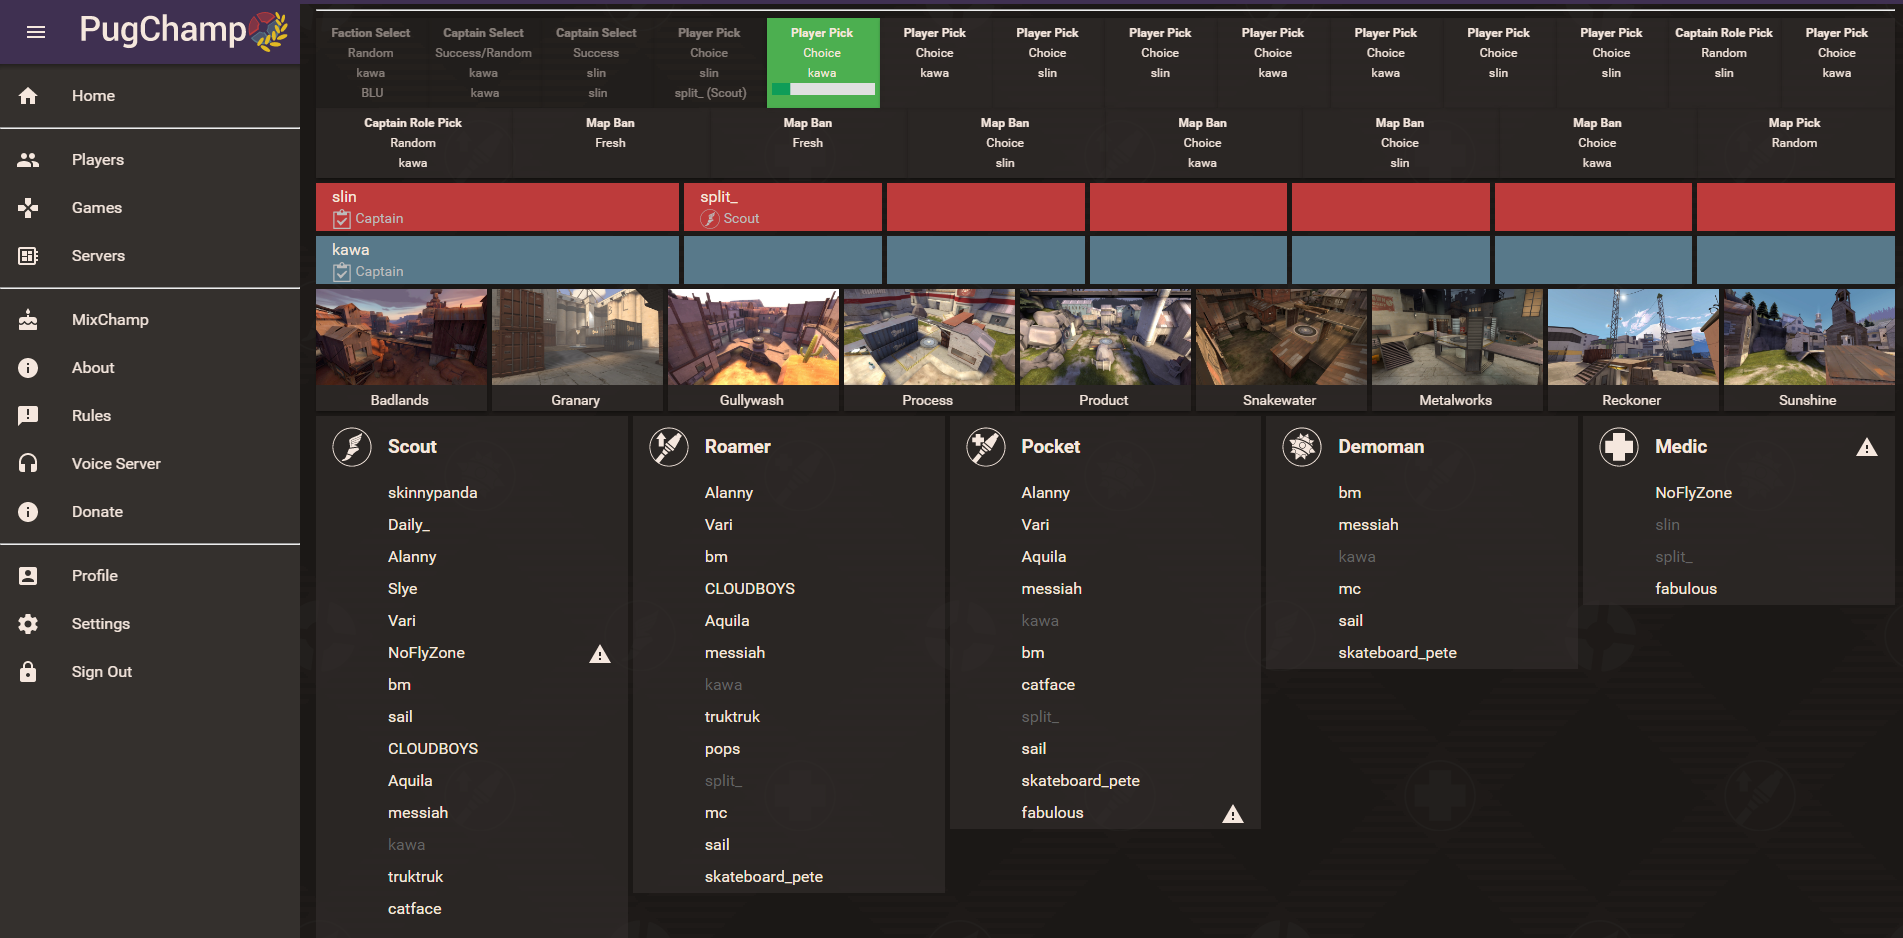 PugChamp
Home
Players
Games
Servers
MixChamp
About
Rules
Voice Server
Donate
Profile
Settings
Sign Out
Faction Select
Random
kawa
BLU
Captain Select
Success/Random
kawa
kawa
Captain Select
Success
slin
slin
Player Pick
Choice
slin
split_ (Scout)
Player Pick
Choice
kawa
Player Pick
Choice
kawa
Player Pick
Choice
slin
Player Pick
Choice
slin
Player Pick
Choice
kawa
Player Pick
Choice
kawa
Player Pick
Choice
slin
Player Pick
Choice
slin
Captain Role Pick
Random
slin
Player Pick
Choice
kawa
Captain Role Pick
Random
kawa
Map Ban
Fresh
Map Ban
Fresh
Map Ban
Choice
slin
Map Ban
Choice
kawa
Map Ban
Choice
slin
Map Ban
Choice
kawa
Map Pick
Random
slin
Captain
split_
Scout
kawa
Captain
Badlands
Granary
Gullywash
Process
Product
Snakewater
Metalworks
Reckoner
Sunshine
Scout
skinnypanda
Daily_
Alanny
Slye
Vari
NoFlyZone
bm
sail
CLOUDBOYS
Aquila
messiah
kawa
truktruk
catface
Roamer
Alanny
Vari
bm
CLOUDBOYS
Aquila
messiah
kawa
truktruk
pops
split_
mc
sail
skateboard_pete
Pocket
Alanny
Vari
Aquila
messiah
kawa
bm
catface
split_
sail
skateboard_pete
fabulous
Demoman
bm
messiah
kawa
mc
sail
skateboard_pete
Medic
NoFlyZone
slin
split_
fabulous